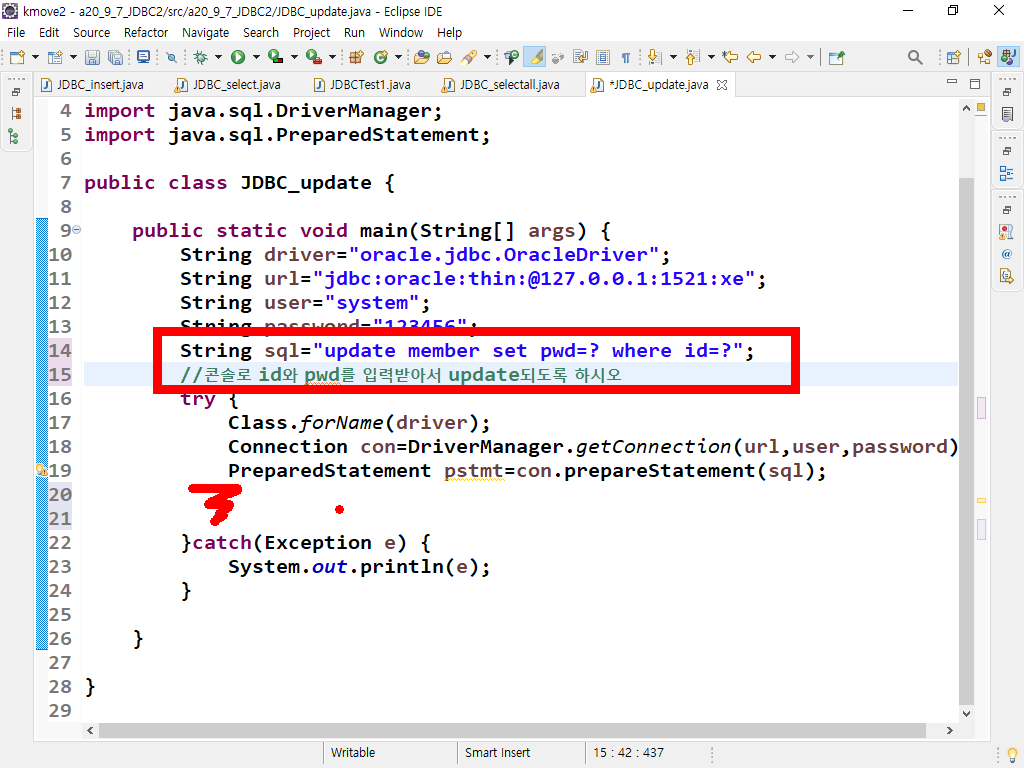 kmove2 - a20_9_7_JDBC2/src/a20_9_7_JDBC2/JDBC_update.java - Eclipse IDE
File Edit Source Refactor Navigate Search Project Run Window Help
JDBC_insert.java JDBC_select.java JDBCTest1.java JDBC_selectall.java *JDBC_update.java
4 import java.sql.DriverManager;
5 import java.sql.PreparedStatement;
6
7 public class JDBC_update {
8
9 public static void main(String[] args) {
10 String driver="oracle.jdbc.OracleDriver";
11 String url="jdbc:oracle:thin:@127.0.0.1:1521:xe";
12 String user="system";
13 String password="123456";
14 String sql="update member set pwd=? where id=?";
15 //콘솔로 id와 pwd를 입력받아서 update되도록 하시오
16 try {
17 Class.forName(driver);
18 Connection con=DriverManager.getConnection(url,user,password)
19 PreparedStatement pstmt=con.prepareStatement(sql);
20
21
22 }catch(Exception e) {
23 System.out.println(e);
24 }
25
26 }
27
28 }
29
Writable Smart Insert 15 : 42 : 437